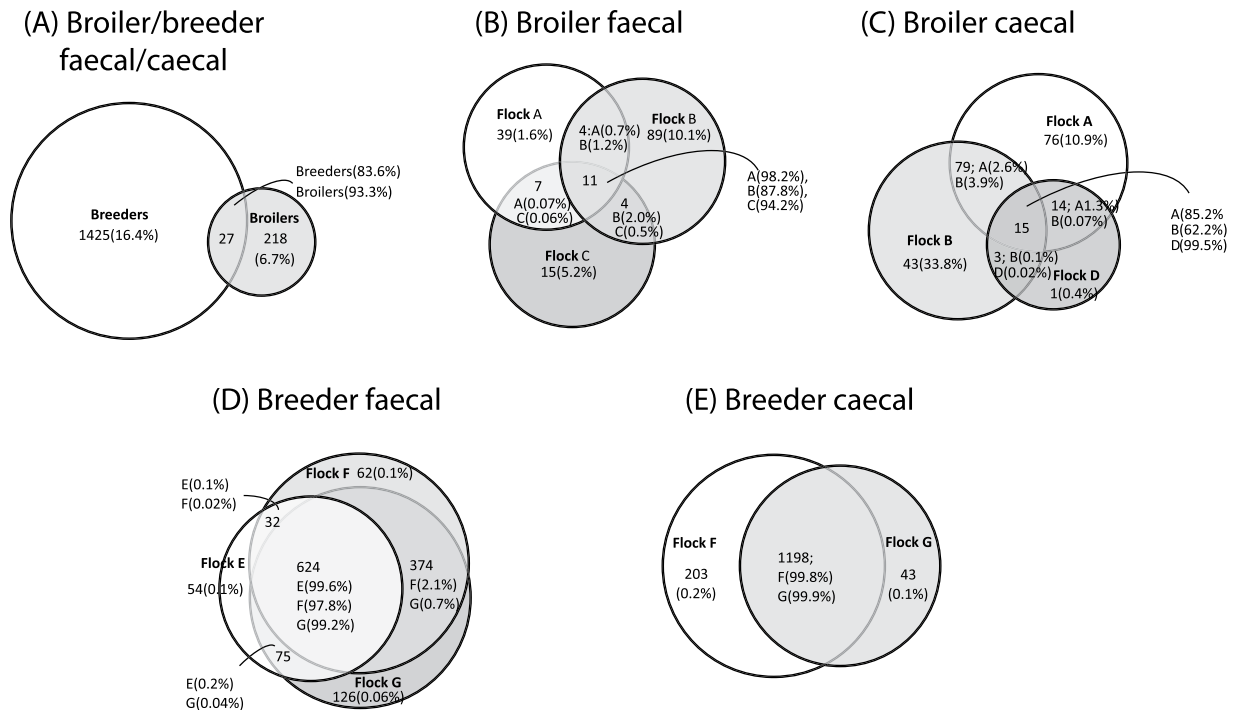 (A) Broiler/breeder
faecal/caecal
Breeders(83.6%)
Broilers(93.3%)
Breeders
1425(16.4%)
Broilers
27
218
(6.7%)
(B) Broiler faecal
Flock A
39(1.6%)
4:A(0.7%)
B(1.2%)
Flock B
89(10.1%)
7
A(0.07%)
C(0.06%)
11
4
B(2.0%)
C(0.5%)
A(98.2%),
B(87.8%),
C(94.2%)
Flock C
15(5.2%)
(C) Broiler caecal
Flock A
76(10.9%)
79; A(2.6%)
B(3.9%)
14; A1.3%)
B(0.07%)
15
A(85.2%
B(62.2%)
D(99.5%)
Flock B
43(33.8%)
3; B(0.1%)
D(0.02%)
Flock D
1(0.4%)
(D) Breeder faecal
Flock F 62(0.1%)
E(0.1%)
F(0.02%)
32
Flock E
54(0.1%)
624
E(99.6%)
F(97.8%)
G(99.2%)
374
F(2.1%)
G(0.7%)
75
E(0.2%)
G(0.04%)
Flock G
126(0.06%)
(E) Breeder caecal
Flock F
203
(0.2%)
1198;
F(99.8%)
G(99.9%)
Flock G
43
(0.1%)